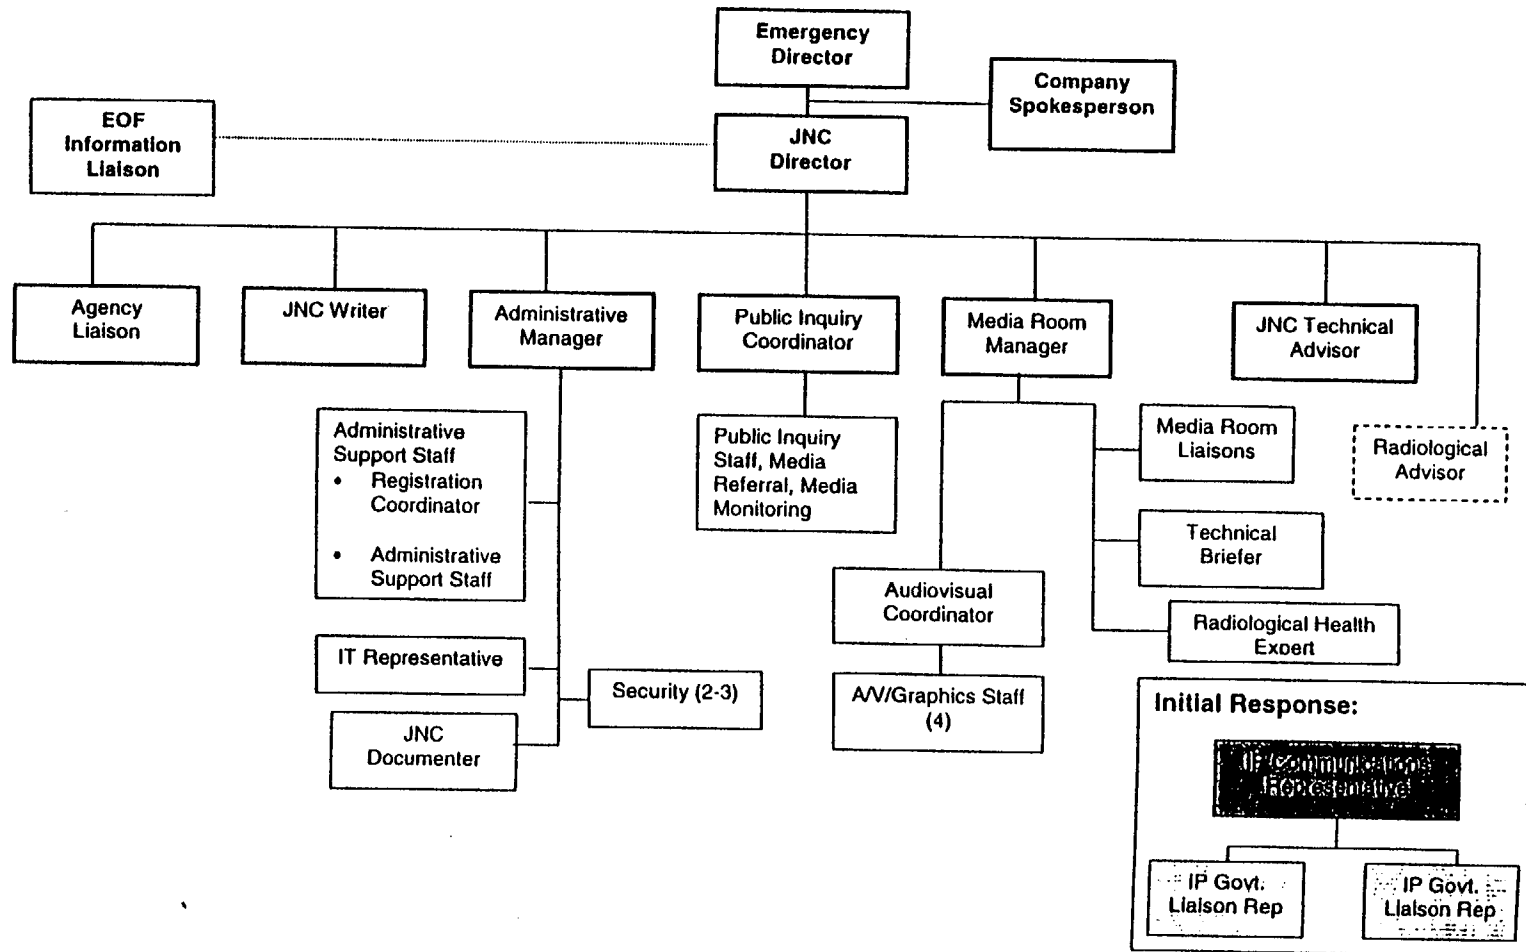 Emergency
Director
Company
Spokesperson
EOF
Information
Liaison
JNC
Director
Agency
Liaison
JNC Writer
Administrative
Manager
Public Inquiry
Coordinator
Media Room
Manager
JNC Technical
Advisor
Radiological
Advisor
Administrative
Support Staff
• Registration
Coordinator
• Administrative
Support Staff
Public Inquiry
Staff, Media
Referral, Media
Monitoring
Media Room
Liaisons
Technical
Briefer
Radiological Health
Expert
Audiovisual
Coordinator
A/V/Graphics Staff
(4)
IT Representative
Security (2-3)
JNC
Documenter
Initial Response:
IP Communications
Representative
IP Govt.
Liaison Rep
IP Govt.
Liaison Rep